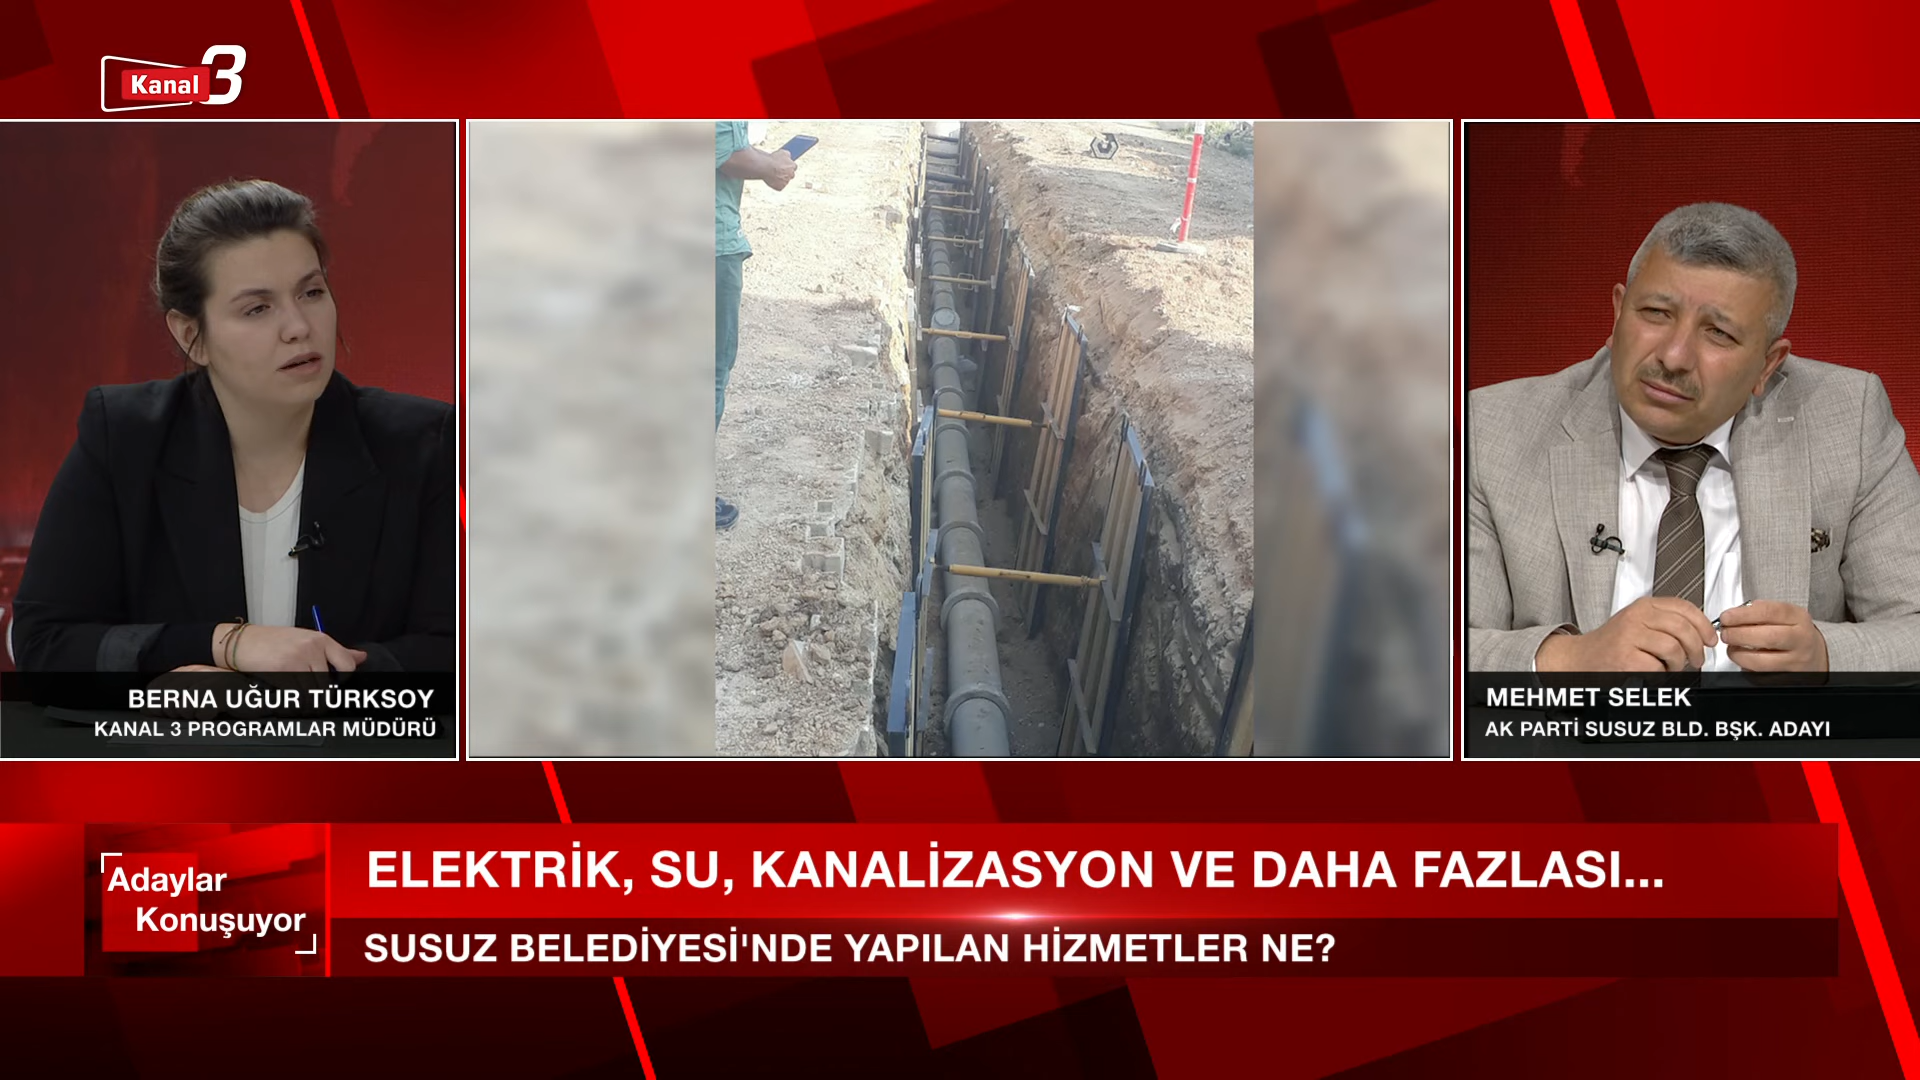 Kanal 3
BERNA UĞUR TÜRKSOY
KANAL 3 PROGRAMLAR MÜDÜRÜ
MEHMET SELEK
AK PARTİ SUSUZ BLD. BŞK. ADAYI
Adaylar
Konuşuyor
ELEKTRİK, SU, KANALİZASYON VE DAHA FAZLASI...
SUSUZ BELEDİYESİ'NDE YAPILAN HİZMETLER NE?